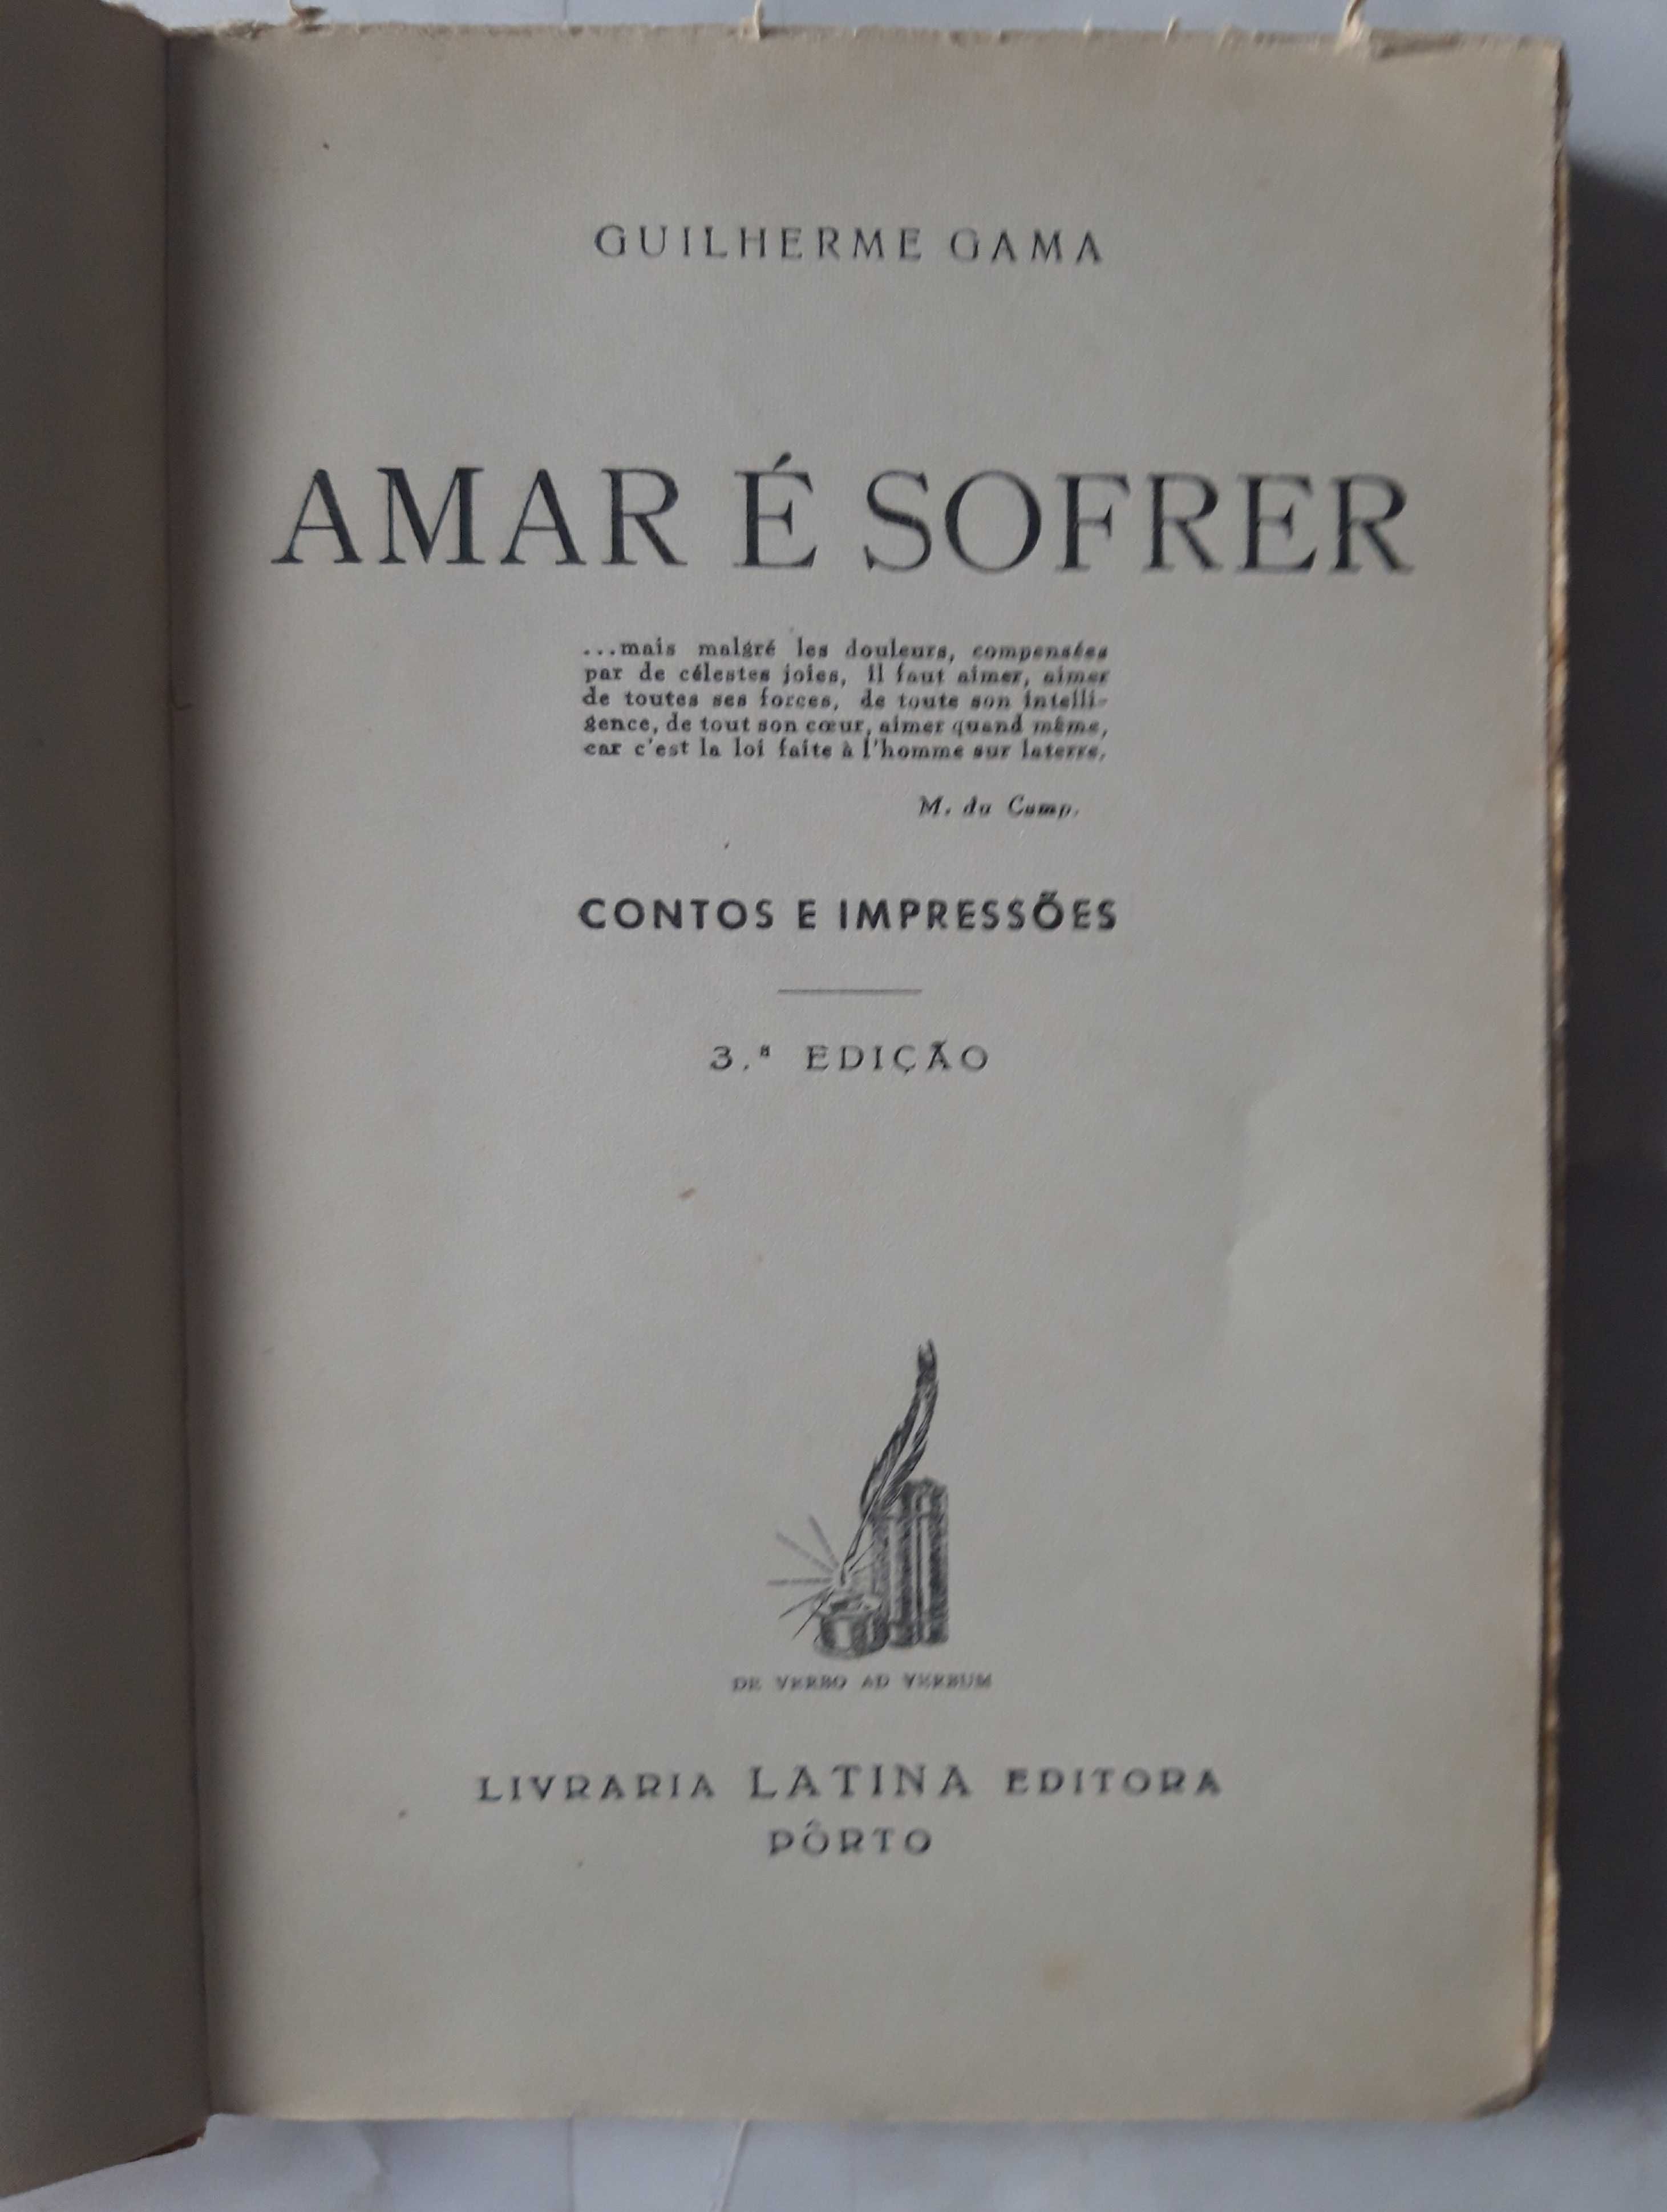 GUILHERME GAMA
AMAR É SOFRER
...mais malgré les douleurs, compensées
par de célestes joies, il faut aimer, aimer
de toutes ses forces, de toute son intelli-
gence, de tout son cœur, aimer quand même,
car c'est la loi faite à l'homme sur laterre.
M. du Camp.
CONTOS E IMPRESSÕES
3.ª EDIÇÃO
DE VERBO AD VERBUM
LIVRARIA LATINA EDITORA
PÔRTO